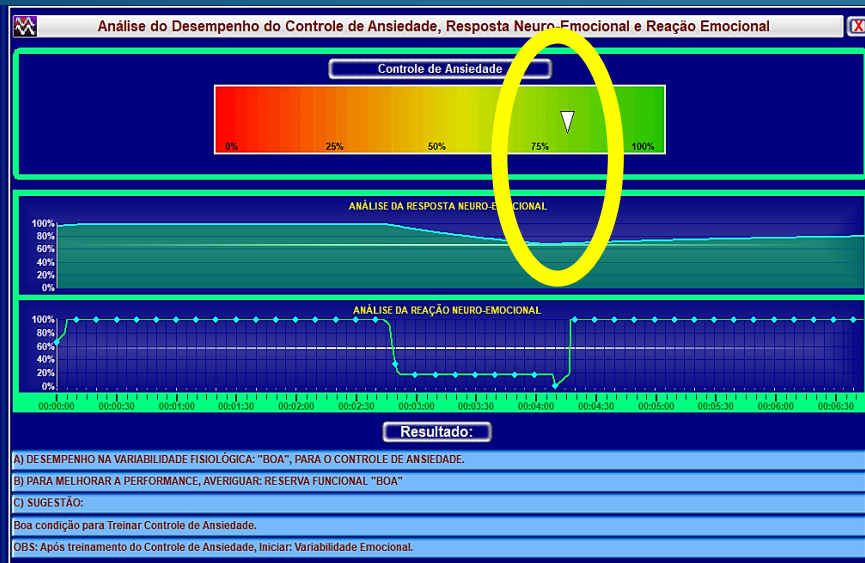 Análise do Desempenho do Controle de Ansiedade, Resposta Neuro-Emocional e Reação Emocional
X
Controle de Ansiedade
0% 25% 50% 75% 100%
ANÁLISE DA RESPOSTA NEURO-EMOCIONAL
100%
80%
60%
40%
20%
0%
ANÁLISE DA REAÇÃO NEURO-EMOCIONAL
100%
80%
60%
40%
20%
0%
00:00:00 00:00:30 00:01:00 00:01:30 00:02:00 00:02:30 00:03:00 00:03:30 00:04:00 00:04:30 00:05:00 00:05:30 00:06:00 00:06:30
Resultado:
A) DESEMPENHO NA VARIABILIDADE FISIOLÓGICA: "BOA", PARA O CONTROLE DE ANSIEDADE.
B) PARA MELHORAR A PERFORMANCE, AVERIGUAR: RESERVA FUNCIONAL "BOA"
C) SUGESTÃO:
Boa condição para Treinar Controle de Ansiedade.
OBS: Após treinamento do Controle de Ansiedade, Iniciar: Variabilidade Emocional.